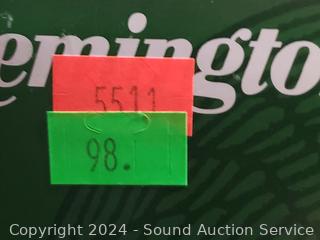 emingto
5511
98.
Copyright © 2024 - Sound Auction Service